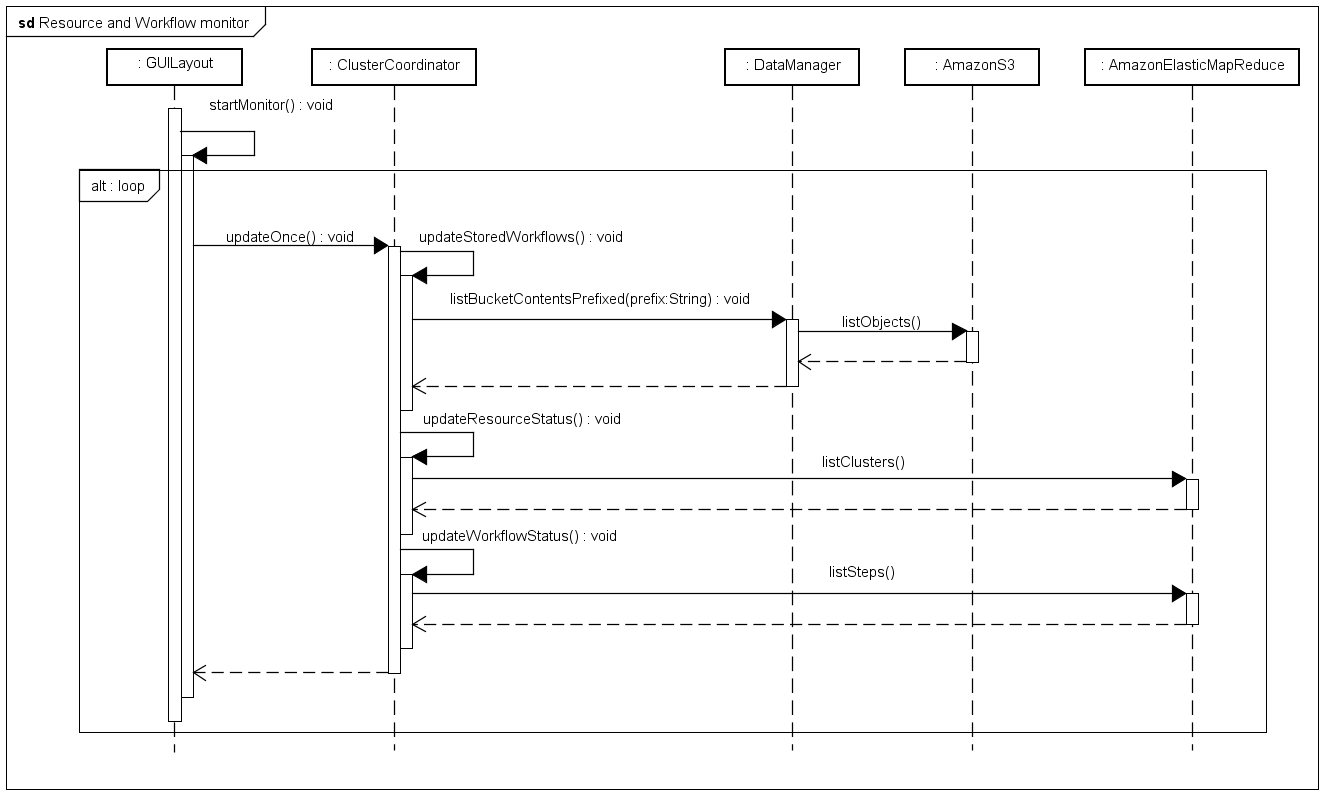 sd Resource and Workflow monitor
: GUILayout
: ClusterCoordinator
: DataManager
: AmazonS3
: AmazonElasticMapReduce
startMonitor() : void
alt : loop
updateOnce() : void
updateStoredWorkflows() : void
listBucketContentsPrefixed(prefix:String) : void
listObjects()
updateResourceStatus() : void
listClusters()
updateWorkflowStatus() : void
listSteps()